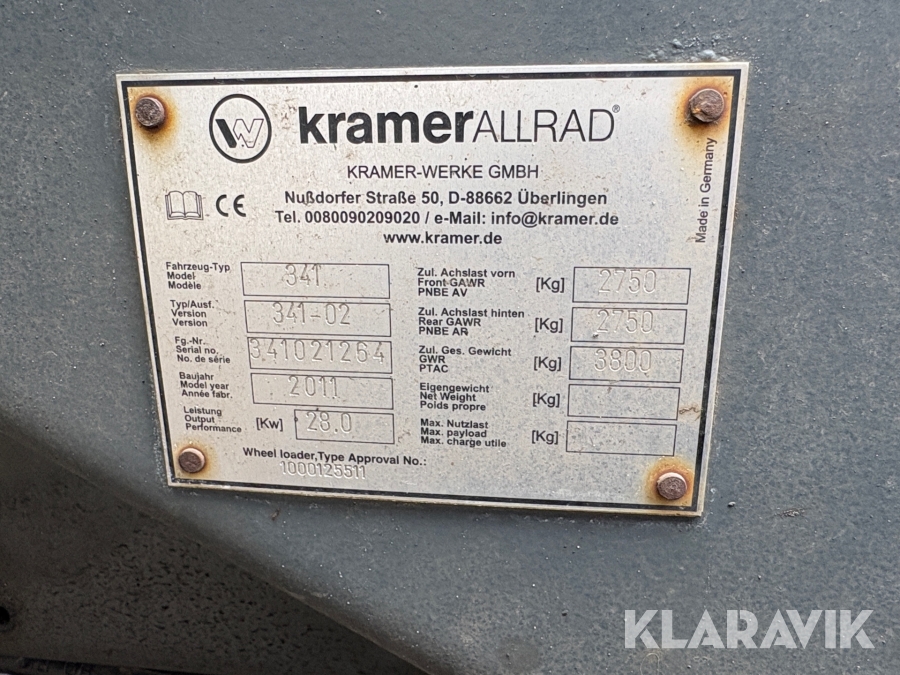 kramerALLRAD®
KRAMER-WERKE GMBH
Nußdorfer Straße 50, D-88662 Überlingen
Tel. 0080090209020 / e-Mail: info@kramer.de
www.kramer.de
CE
Made in Germany
Fahrzeug-Typ
Model
Modèle
341
Typ/Ausf.
Version
Version
341-02
Fg.-Nr.
Serial no.
No. de série
341021264
Baujahr
Model year
Année fabr.
2011
Leistung
Output
Performance
[Kw]
28.0
Wheel loader,Type Approval No.:
1000125511
Zul. Achslast vorn
Front GAWR
PNBE AV
[Kg]
2750
Zul. Achslast hinten
Rear GAWR
PNBE AR
[Kg]
2750
Zul. Ges. Gewicht
GWR
PTAC
[Kg]
3800
Eigengewicht
Net Weight
Poids propre
[Kg]
Max. Nutzlast
Max. payload
Max. charge utile
[Kg]
KLARAVIK